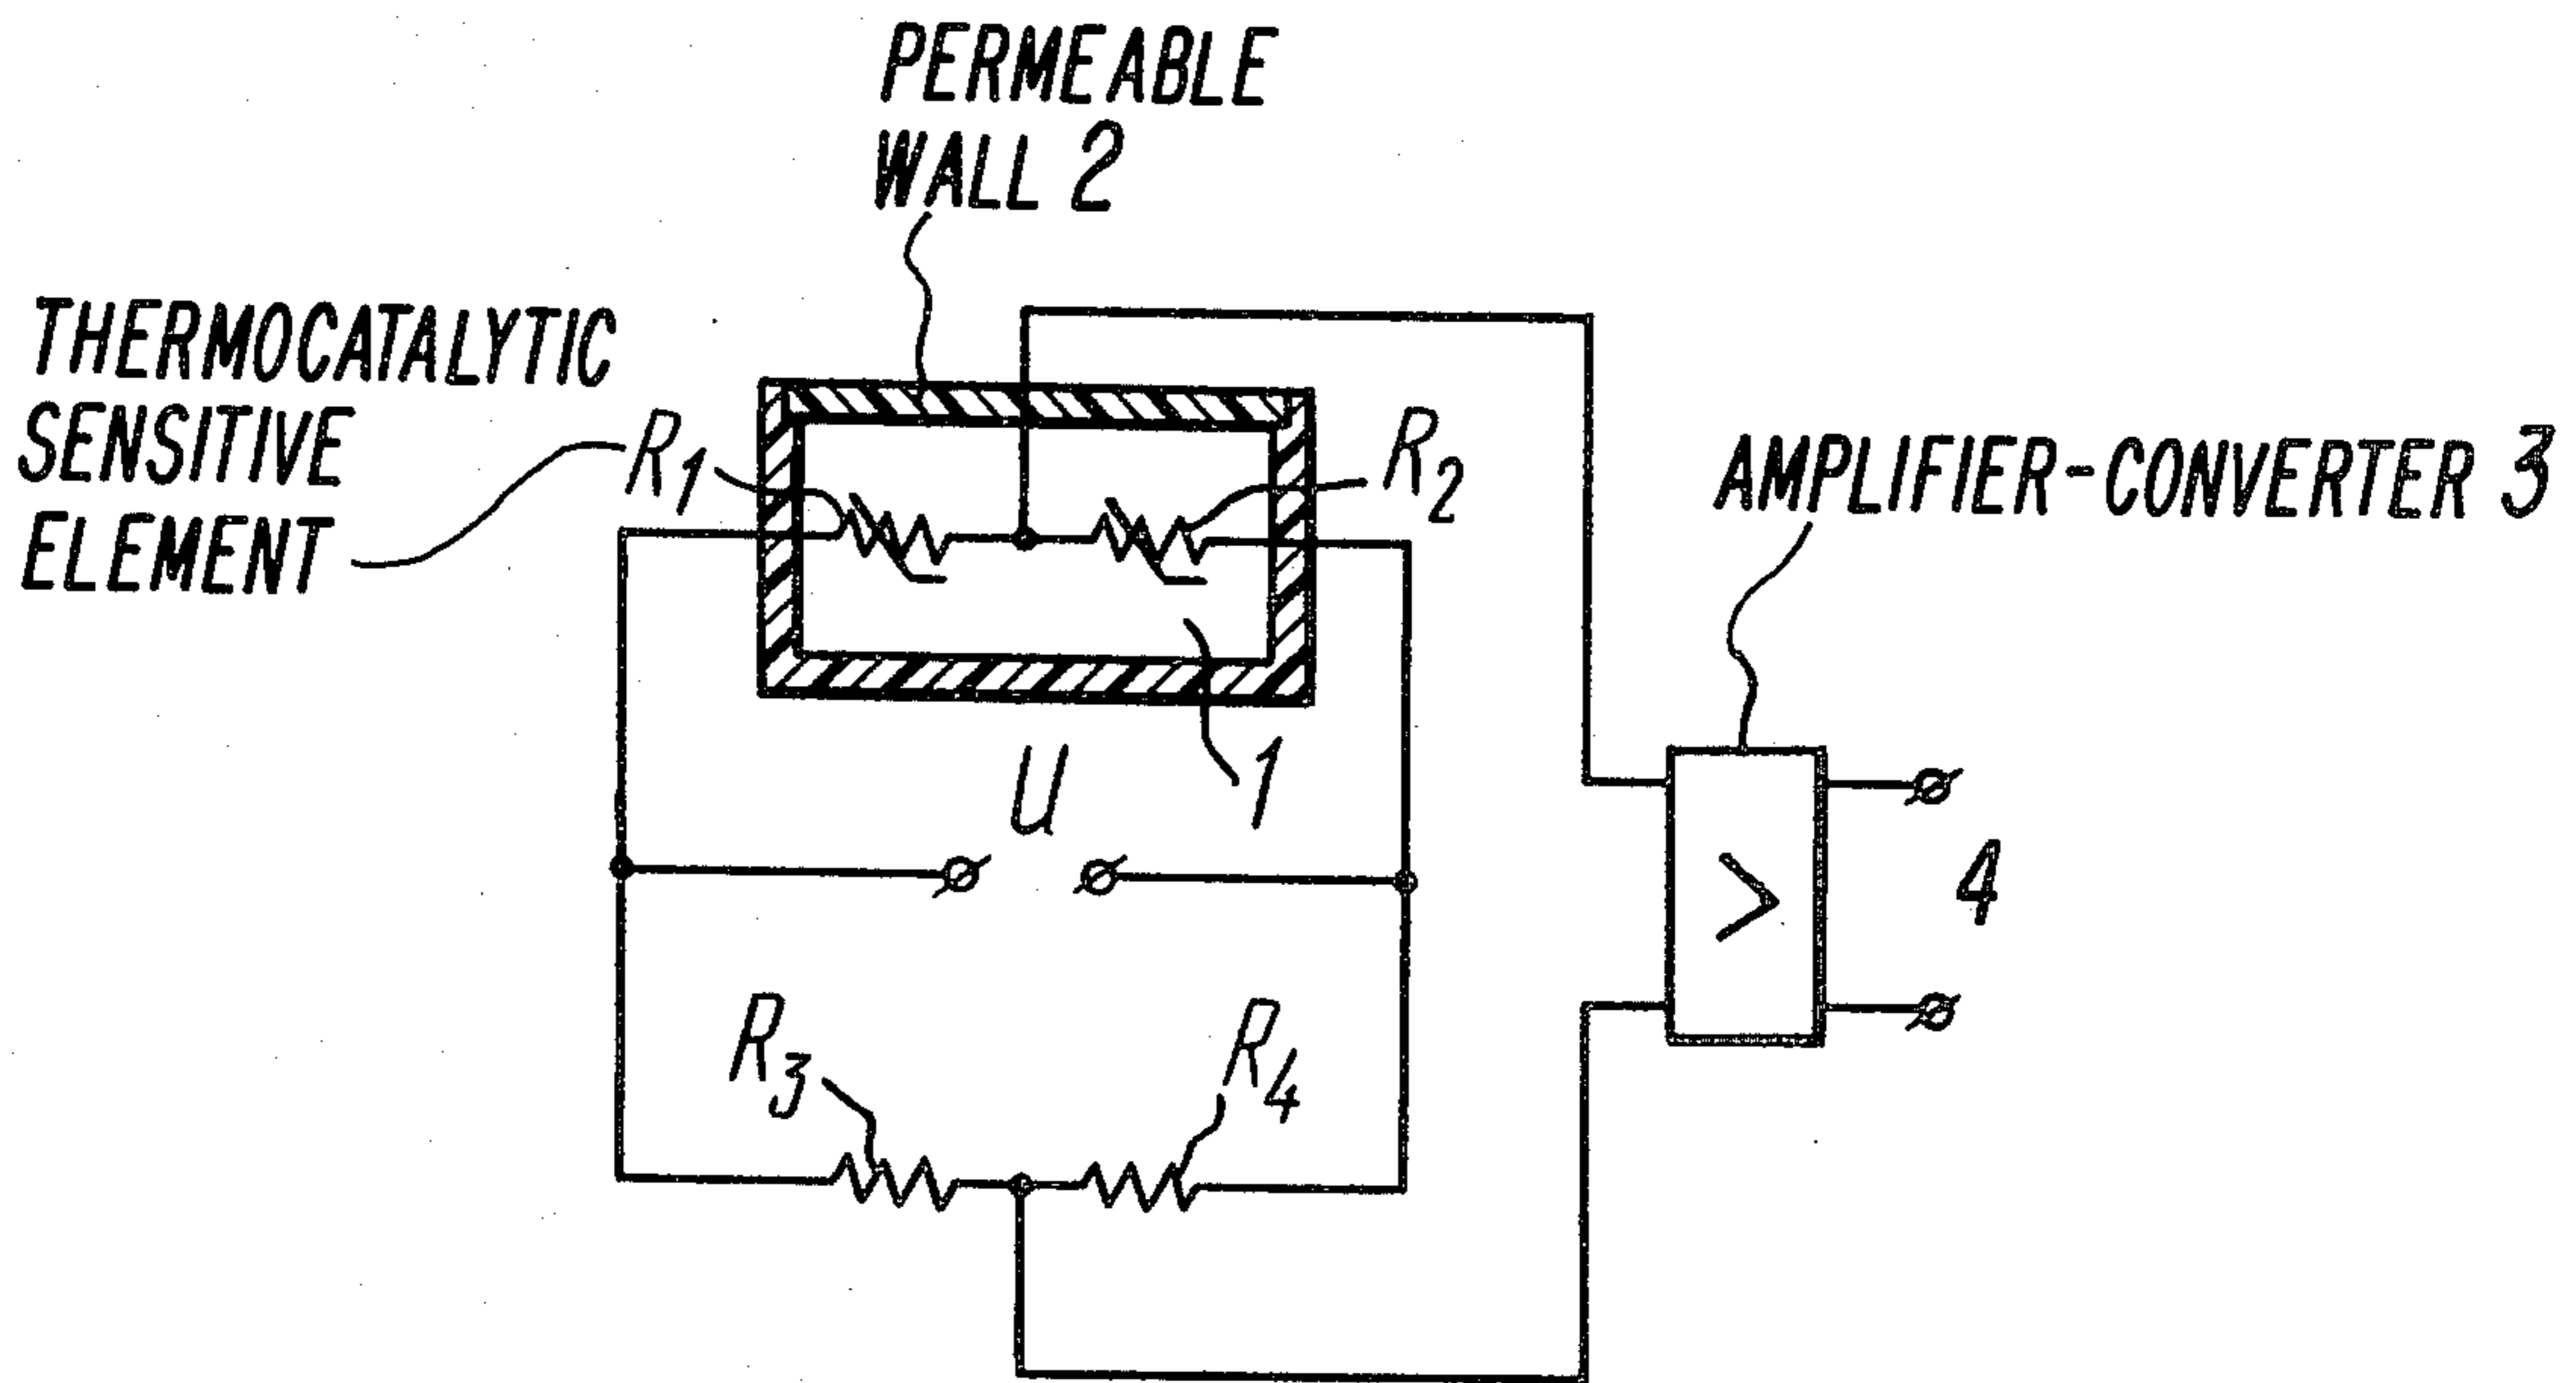 PERMEABLE
WALL 2
THERMOCATALYTIC
SENSITIVE
ELEMENT
R1
R2
AMPLIFIER-CONVERTER 3
U
1
>
4
R3
R4